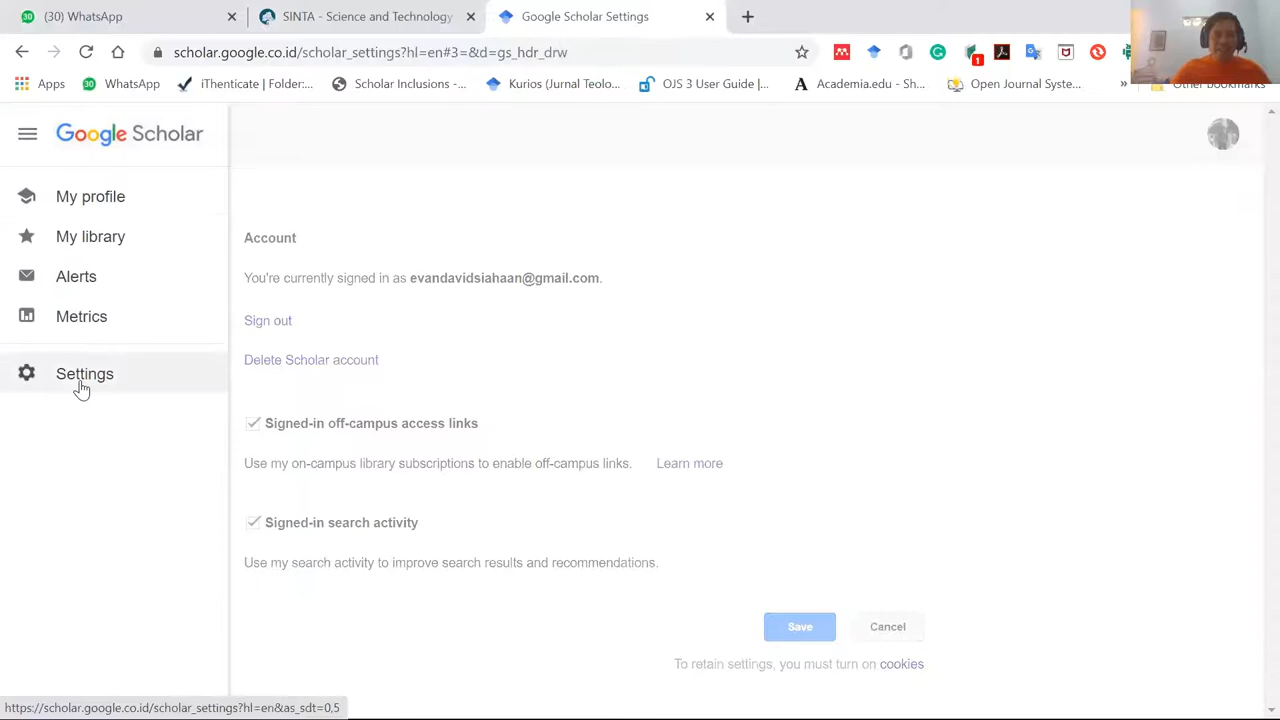 (30) WhatsApp
SINTA - Science and Technology
Google Scholar Settings
scholar.google.co.id/scholar_settings?hl=en#3=&d=gs_hdr_drw
1
Apps
30
WhatsApp
iThenticate | Folder:...
Scholar Inclusions -...
Kurios (Jurnal Teolo...
OJS 3 User Guide |...
Academia.edu - Sh...
Open Journal Syste...
»
Other bookmarks
Google Scholar
My profile
My library
Alerts
Metrics
Settings
Account
You're currently signed in as evandavidsiahaan@gmail.com.
Sign out
Delete Scholar account
Signed-in off-campus access links
Use my on-campus library subscriptions to enable off-campus links. Learn more
Signed-in search activity
Use my search activity to improve search results and recommendations.
Save
Cancel
To retain settings, you must turn on cookies
https://scholar.google.co.id/scholar_settings?hl=en&as_sdt=0,5